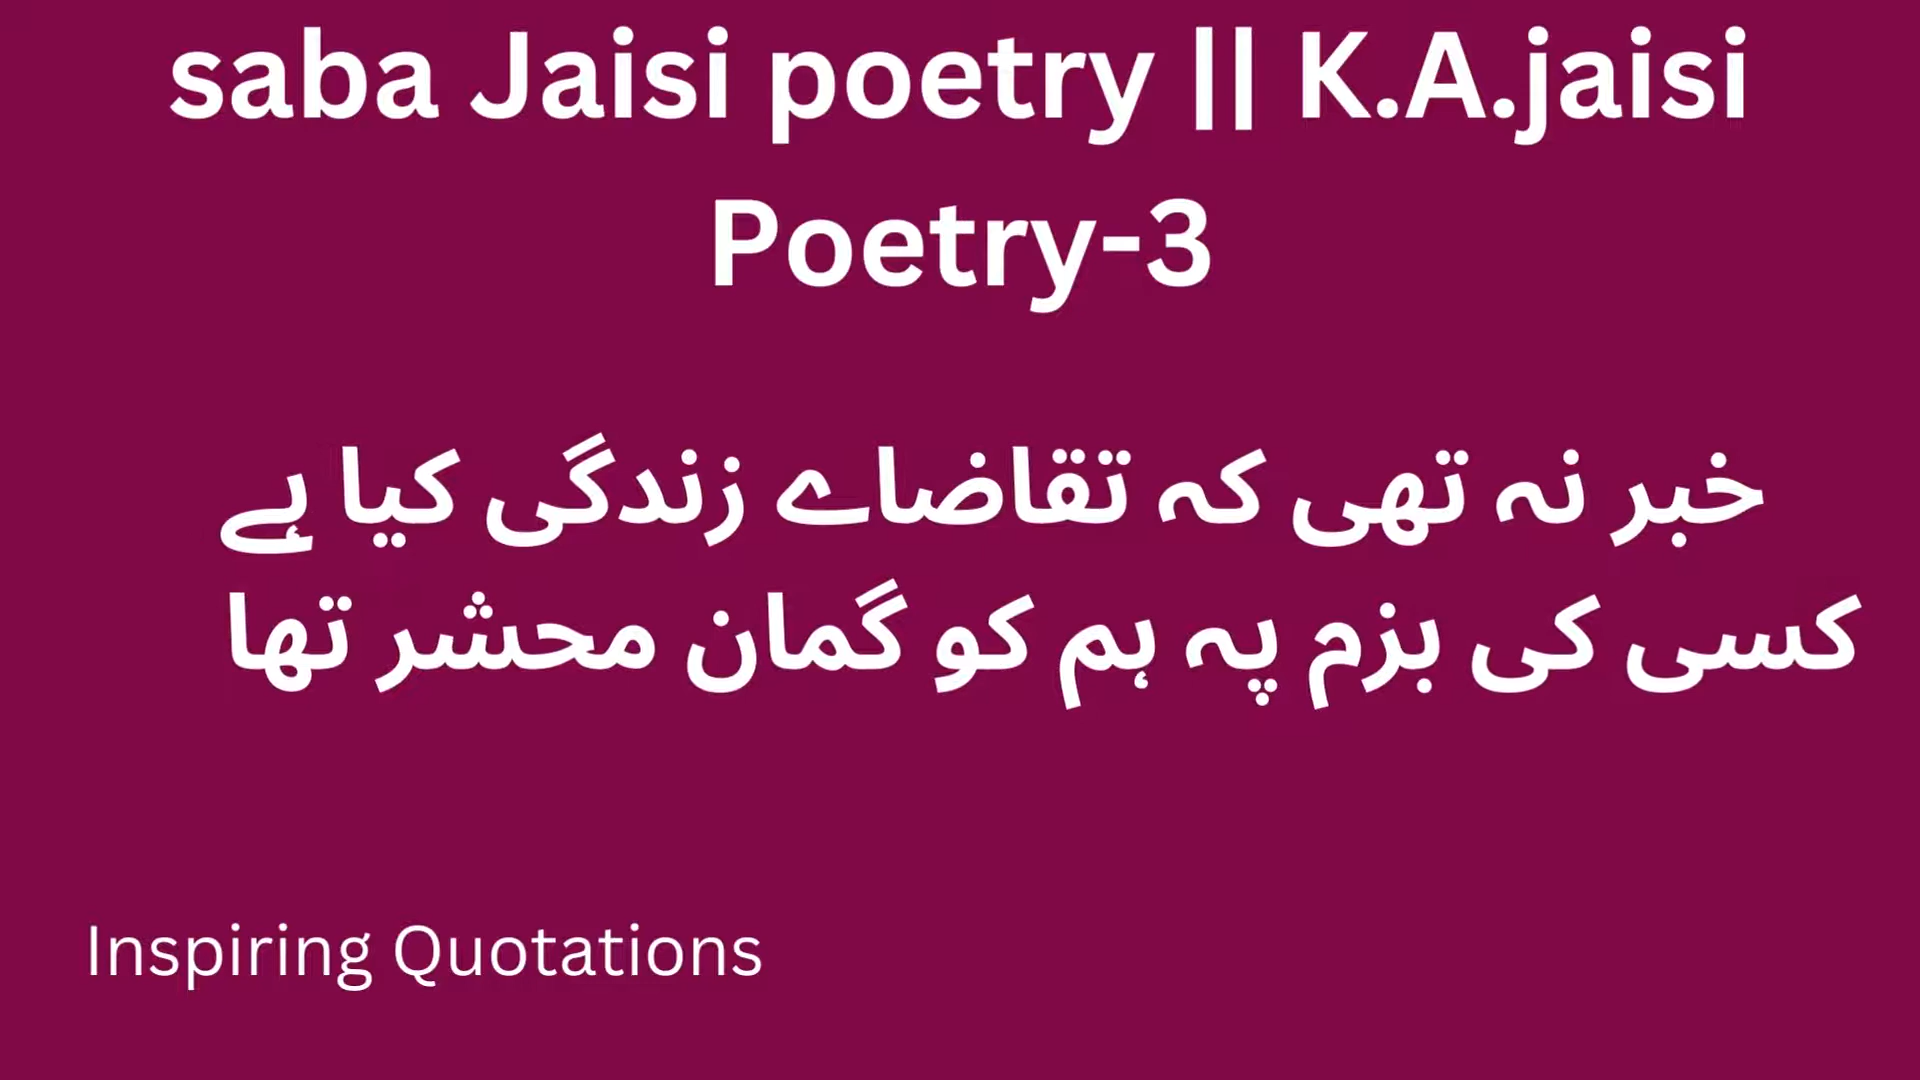 saba Jaisi poetry || K.A.jaisi
Poetry-3
خبر نہ تھی کہ تقاضاے زندگی کیا ہے
کسی کی بزم پہ ہم کو گمان محشر تھا
Inspiring Quotations